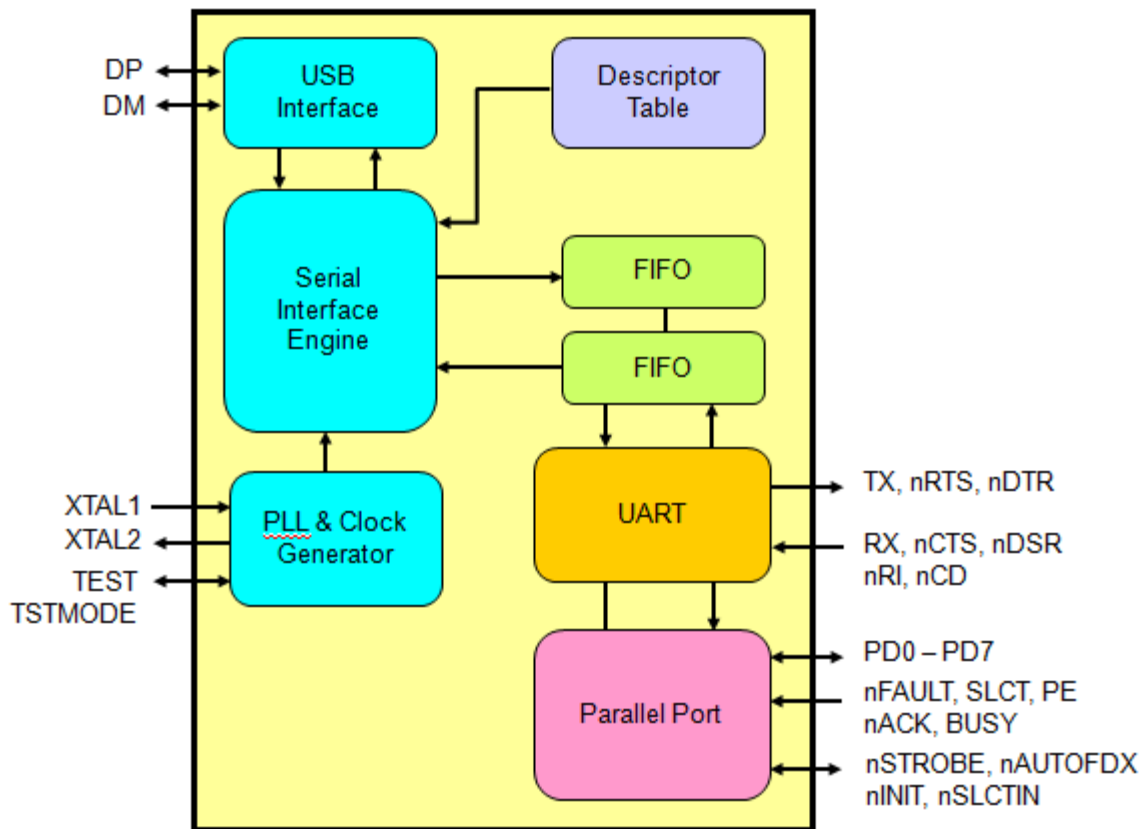 DP
DM
USB
Interface
Descriptor
Table
Serial
Interface
Engine
FIFO
FIFO
XTAL1
XTAL2
TEST
TSTMODE
PLL & Clock
Generator
UART
TX, nRTS, nDTR
RX, nCTS, nDSR
nRI, nCD
Parallel Port
PD0 – PD7
nFAULT, SLCT, PE
nACK, BUSY
nSTROBE, nAUTOFDX
nINIT, nSLCTIN